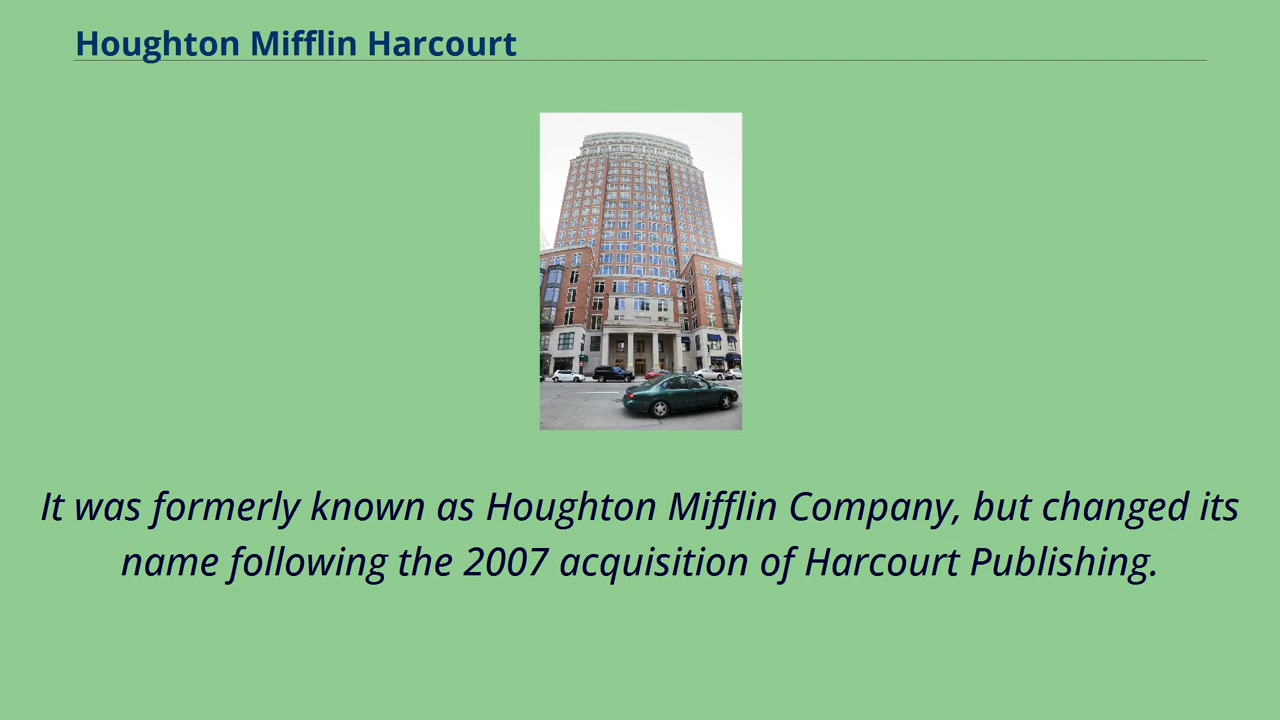 Houghton Mifflin Harcourt
It was formerly known as Houghton Mifflin Company, but changed its
name following the 2007 acquisition of Harcourt Publishing.